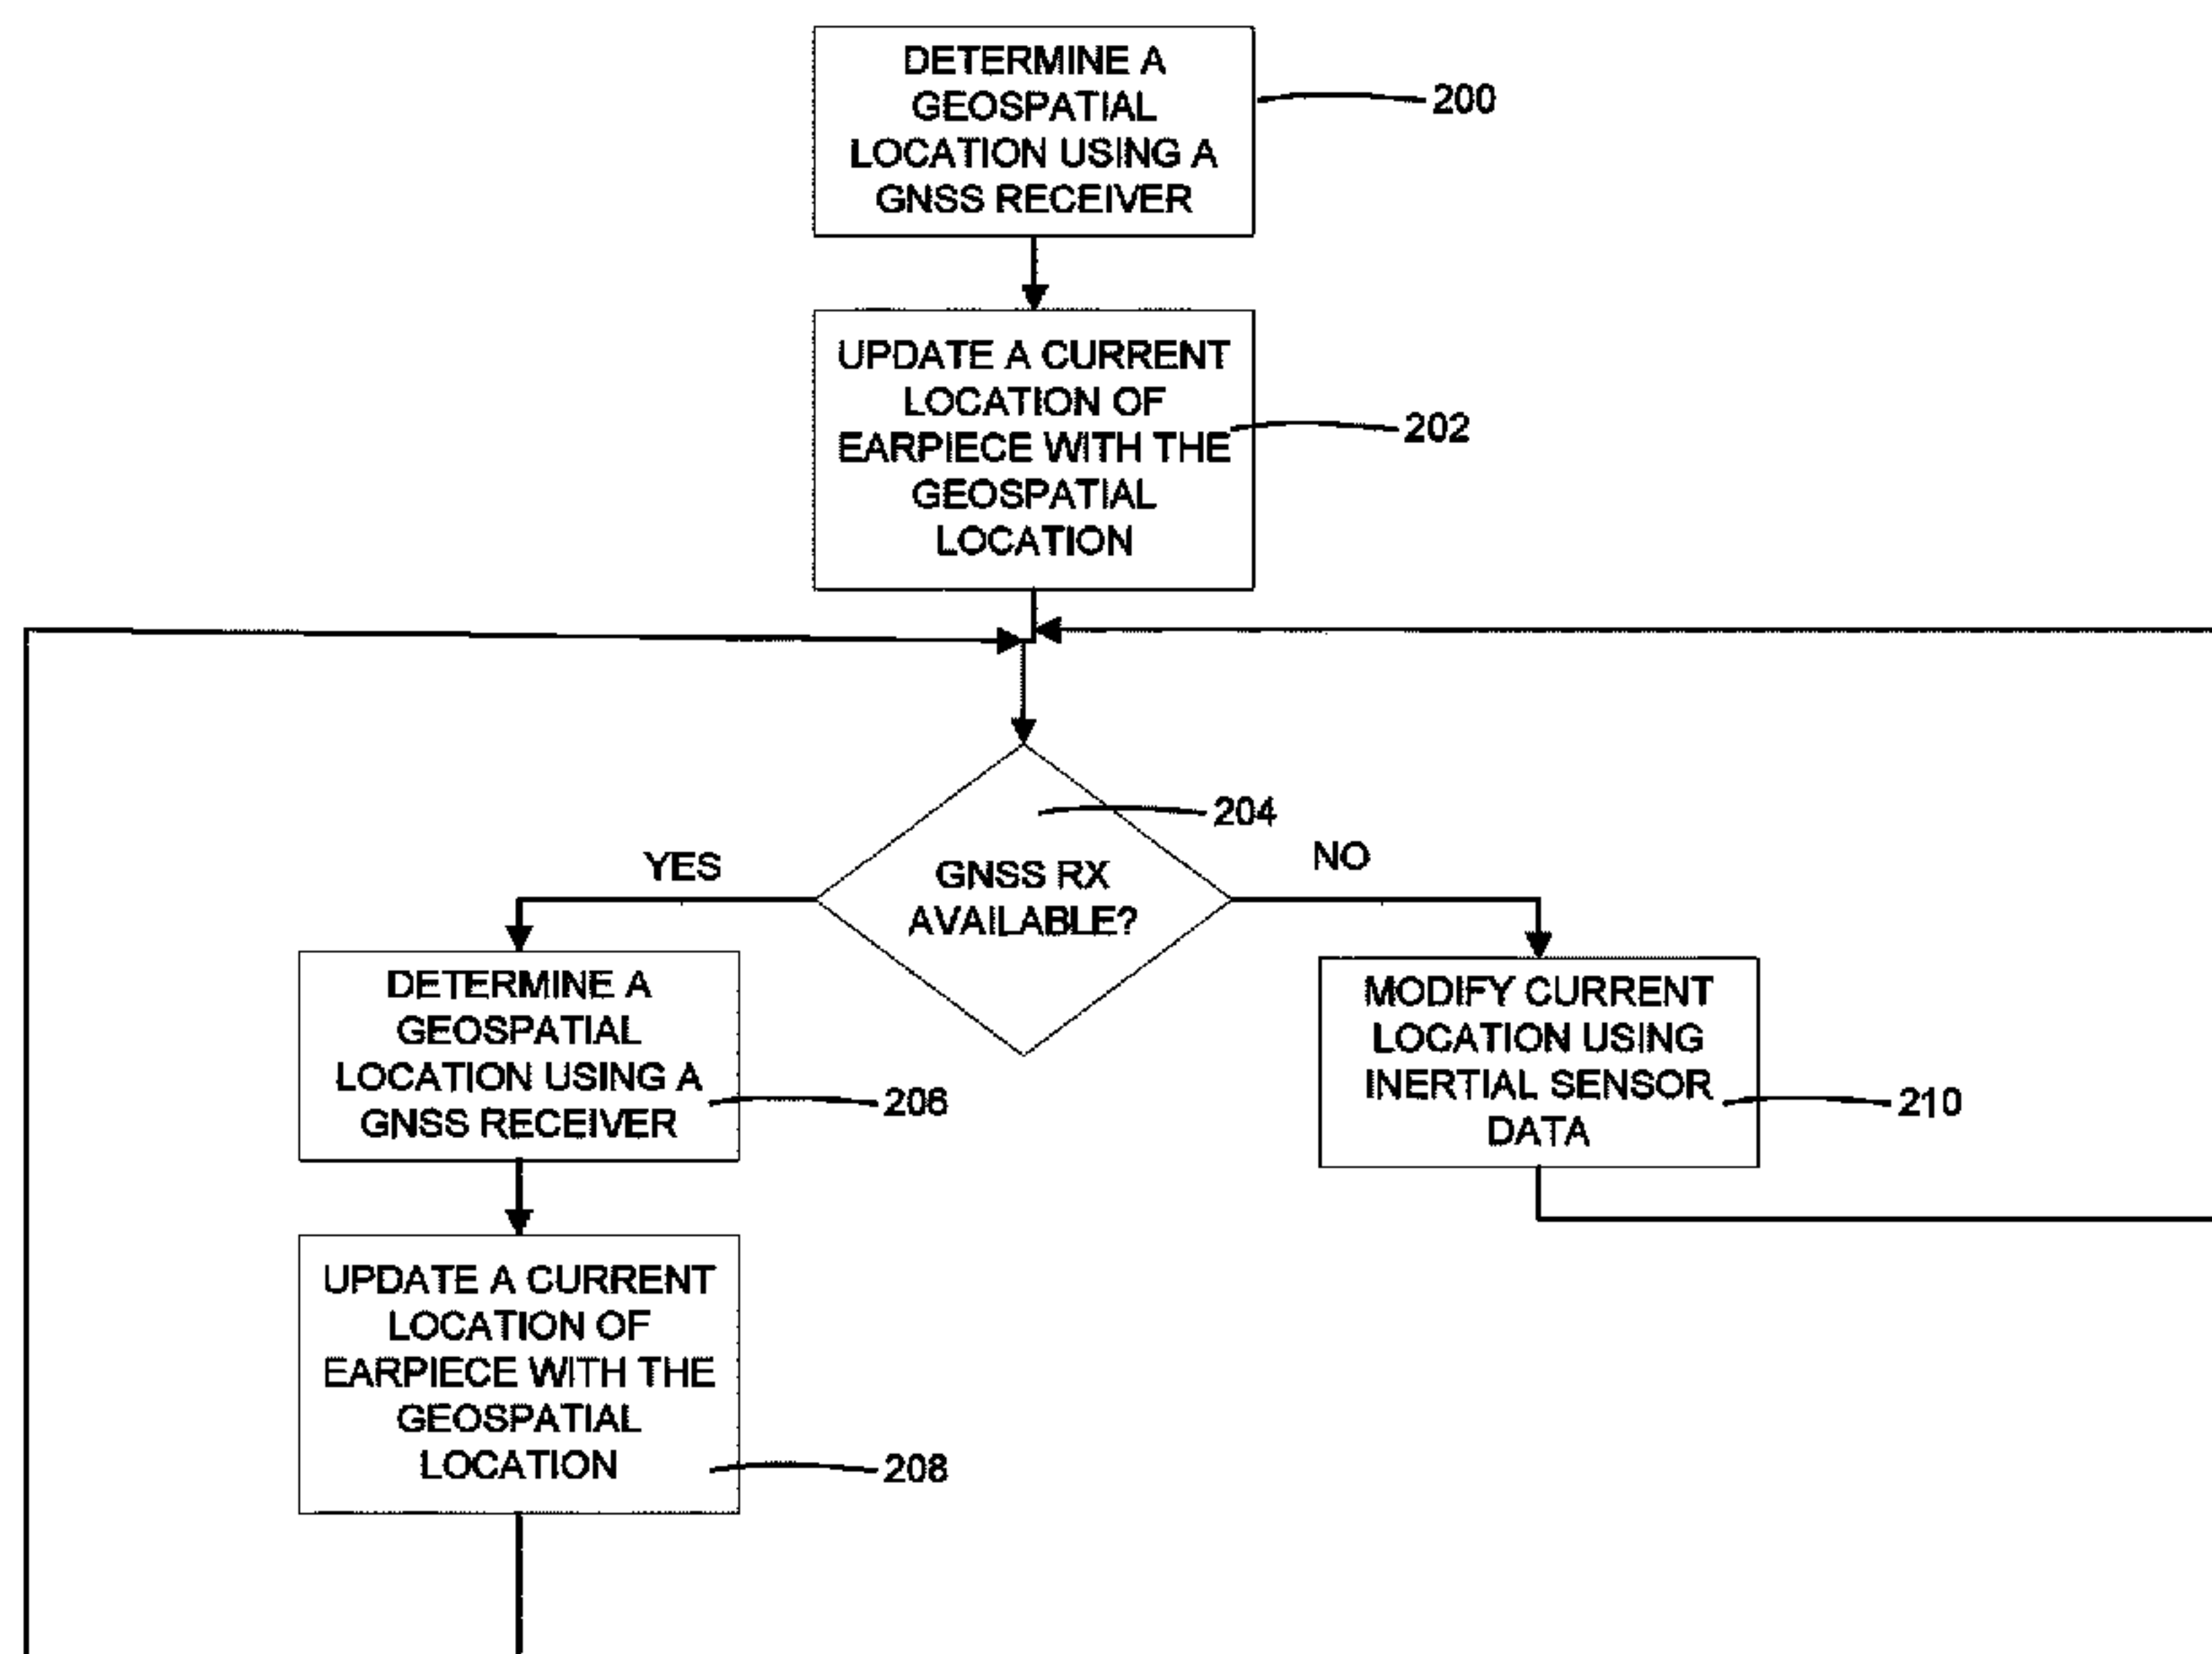 DETERMINE A
GEOSPATIAL
LOCATION USING A
GNSS RECEIVER
200
UPDATE A CURRENT
LOCATION OF
EARPIECE WITH THE
GEOSPATIAL
LOCATION
202
204
YES
GNSS RX
AVAILABLE?
NO
DETERMINE A
GEOSPATIAL
LOCATION USING A
GNSS RECEIVER
206
MODIFY CURRENT
LOCATION USING
INERTIAL SENSOR
DATA
210
UPDATE A CURRENT
LOCATION OF
EARPIECE WITH THE
GEOSPATIAL
LOCATION
208